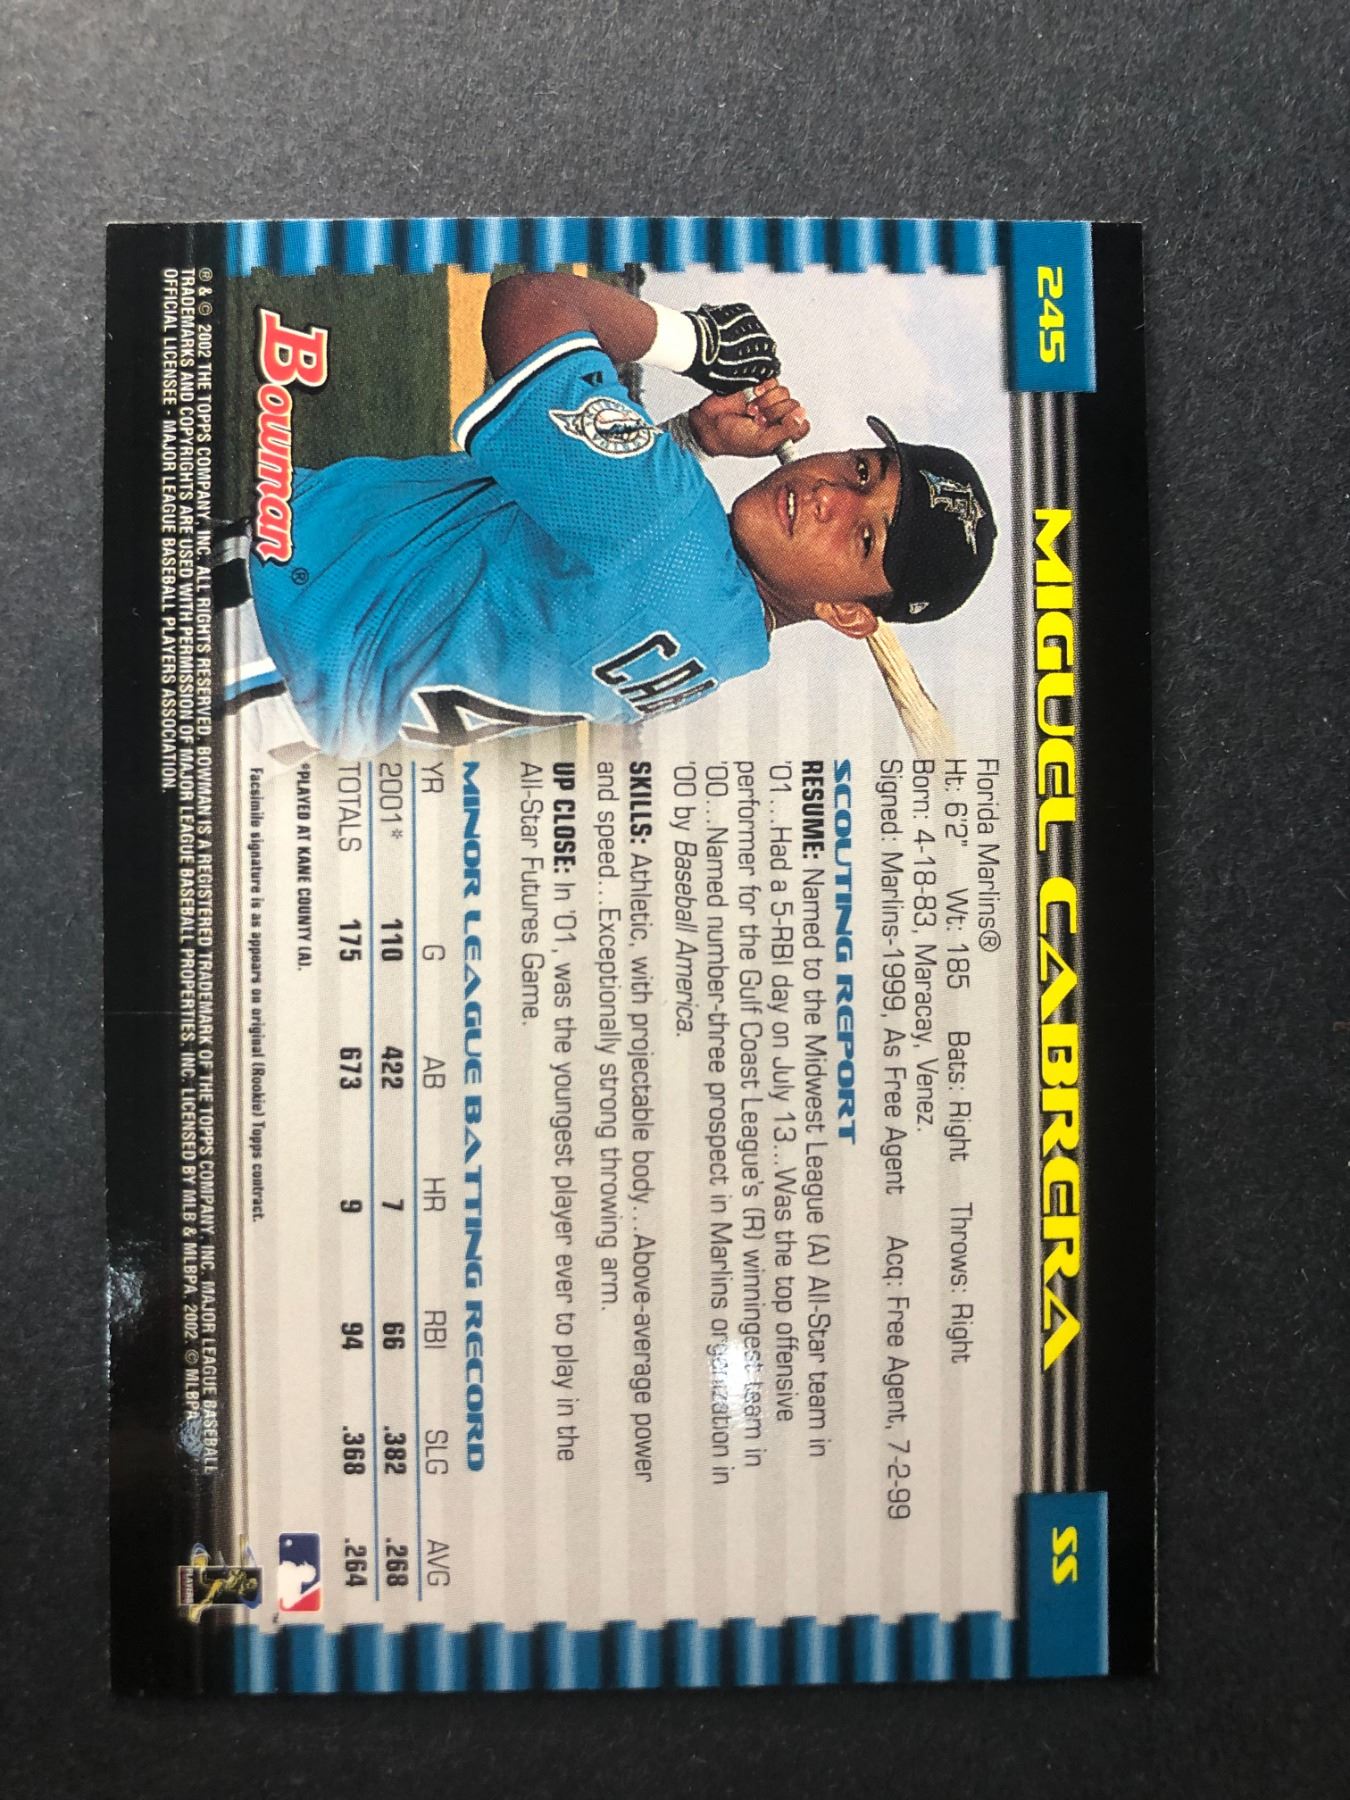 245
MIGUEL CABRERA
SS
Florida Marlins®
Ht: 6'2" Wt: 185 Bats: Right Throws: Right
Born: 4-18-83, Maracay, Venez.
Signed: Marlins-1999, As Free Agent Acq: Free Agent, 7-2-99
SCOUTING REPORT
RESUME: Named to the Midwest League (A) All-Star team in
'01...Had a 5-RBI day on July 13...Was the top offensive
performer for the Gulf Coast League's (R) winningest team in
'00...Named number-three prospect in Marlins organization in
'00 by Baseball America.
SKILLS: Athletic, with projectable body...Above-average power
and speed...Exceptionally strong throwing arm.
UP CLOSE: In '01, was the youngest player ever to play in the
All-Star Futures Game.
MINOR LEAGUE BATTING RECORD
YR G AB HR RBI SLG AVG
2001* 110 422 7 66 .382 .268
TOTALS 175 673 9 94 .368 .264
*PLAYED AT KANE COUNTY (A).
Facsimile signature is as appears on original (Rookie) Topps contract.
CAB
4
F
Bowman®
® & © 2002 THE TOPPS COMPANY, INC. ALL RIGHTS RESERVED. BOWMAN IS A REGISTERED TRADEMARK OF THE TOPPS COMPANY, INC. MAJOR LEAGUE BASEBALL
TRADEMARKS AND COPYRIGHTS ARE USED WITH PERMISSION OF MAJOR LEAGUE BASEBALL PROPERTIES, INC. LICENSED BY MLB & MLBPA 2002 © MLBPA
OFFICIAL LICENSEE - MAJOR LEAGUE BASEBALL PLAYERS ASSOCIATION.
™